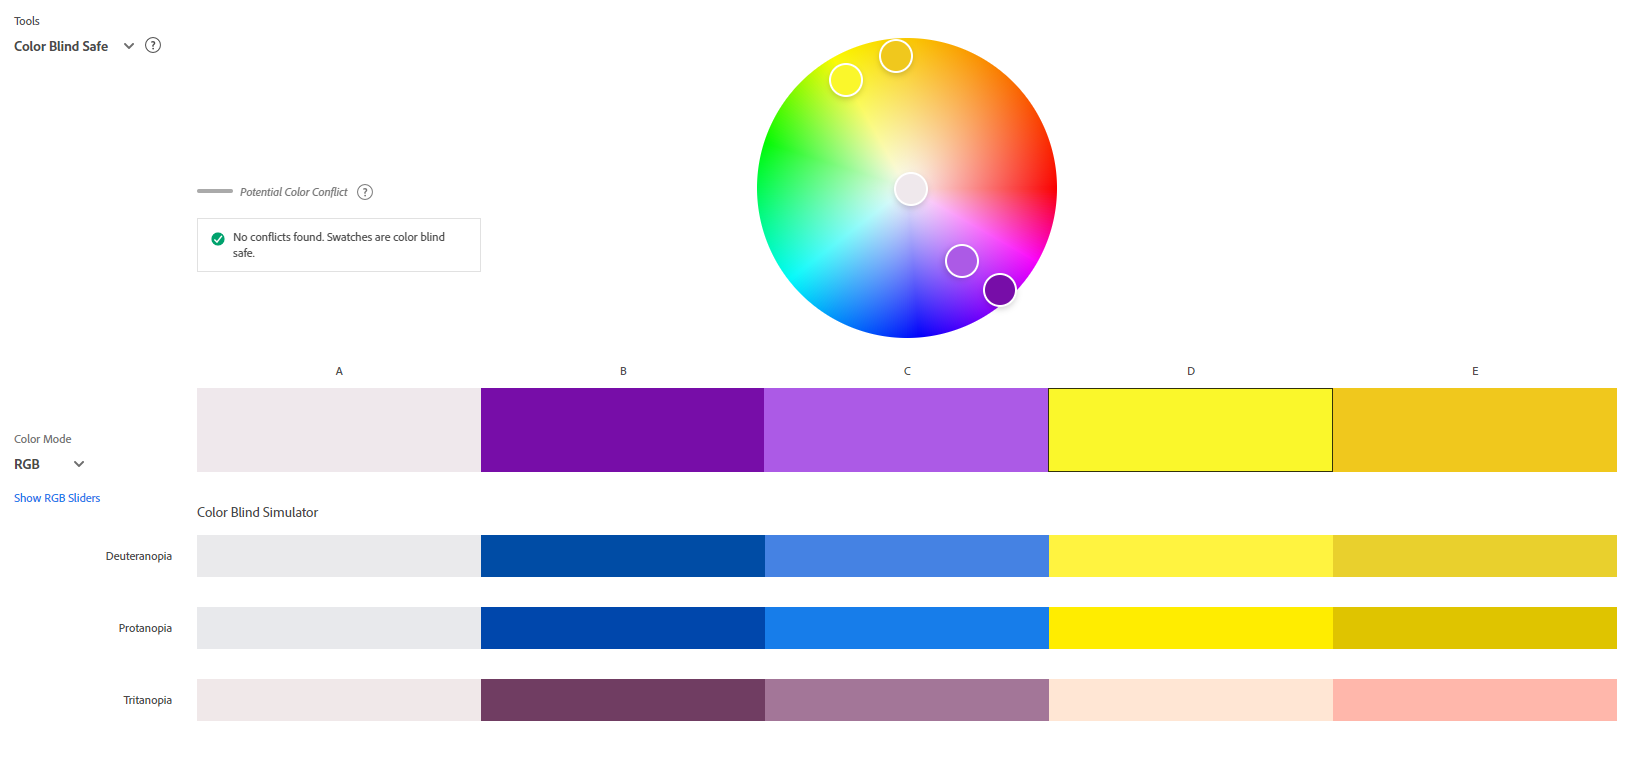 Tools
Color Blind Safe
?
Potential Color Conflict ?
No conflicts found. Swatches are color blind
safe.
A B C D E
Color Mode
RGB
Show RGB Sliders
Color Blind Simulator
Deuteranopia
Protanopia
Tritanopia